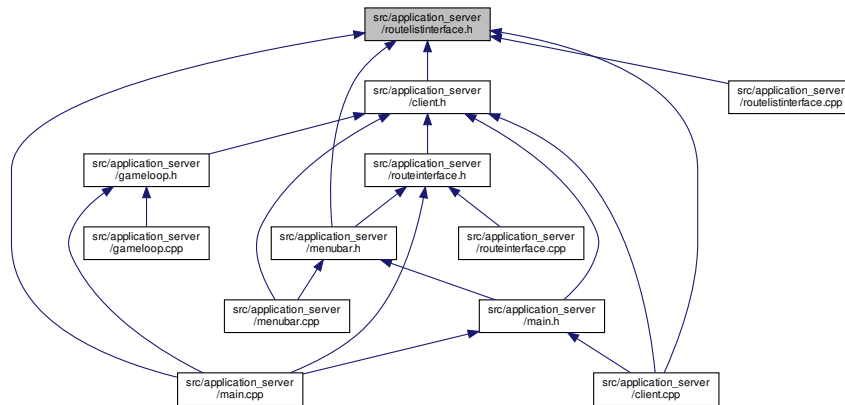 src/application_server
/routelistinterface.h
src/application_server
/client.h
src/application_server
/routelistinterface.cpp
src/application_server
/gameloop.h
src/application_server
/routeinterface.h
src/application_server
/gameloop.cpp
src/application_server
/menubar.h
src/application_server
/routeinterface.cpp
src/application_server
/menubar.cpp
src/application_server
/main.h
src/application_server
/main.cpp
src/application_server
/client.cpp